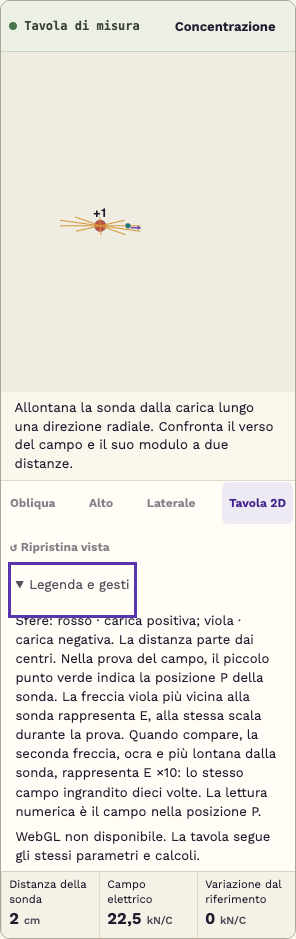 Tavola di misura
Concentrazione
+1
Allontana la sonda dalla carica lungo
una direzione radiale. Confronta il verso
del campo e il suo modulo a due
distanze.
Obliqua Alto Laterale Tavola 2D
↺ Ripristina vista
▼ Legenda e gesti
Sfere: rosso · carica positiva; viola ·
carica negativa. La distanza parte dai
centri. Nella prova del campo, il piccolo
punto verde indica la posizione P della
sonda. La freccia viola più vicina alla
sonda rappresenta E, alla stessa scala
durante la prova. Quando compare, la
seconda freccia, ocra e più lontana dalla
sonda, rappresenta E ×10: lo stesso
campo ingrandito dieci volte. La lettura
numerica è il campo nella posizione P.
WebGL non disponibile. La tavola segue
gli stessi parametri e calcoli.
Distanza della
sonda
2 cm
Campo
elettrico
22,5 kN/C
Variazione dal
riferimento
0 kN/C